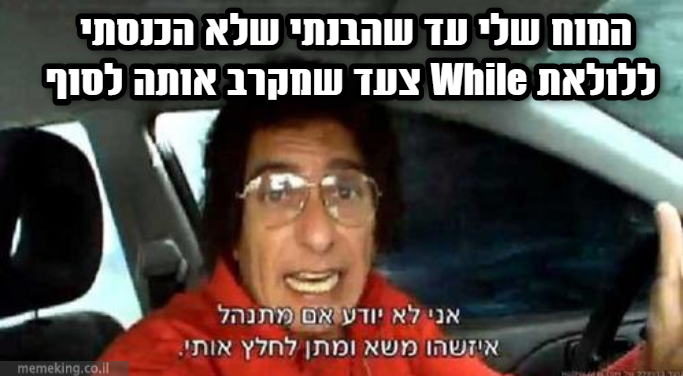 המוח שלי עד שהבנתי שלא הכנסתי
ללולאת While צעד שמקרב אותה לסוף
אני לא יודע אם מתנהל
איזשהו משא ומתן לחלץ אותי.
memeking.co.il